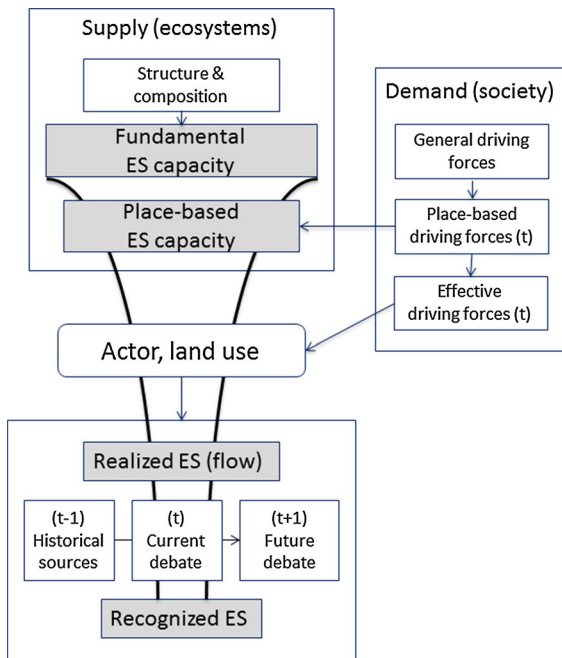 Supply (ecosystems)
Structure &
composition
Fundamental
ES capacity
Place-based
ES capacity
Demand (society)
General driving
forces
Place-based
driving forces (t)
Effective
driving forces (t)
Actor, land use
Realized ES (flow)
(t-1)
Historical
sources
(t)
Current
debate
(t+1)
Future
debate
Recognized ES